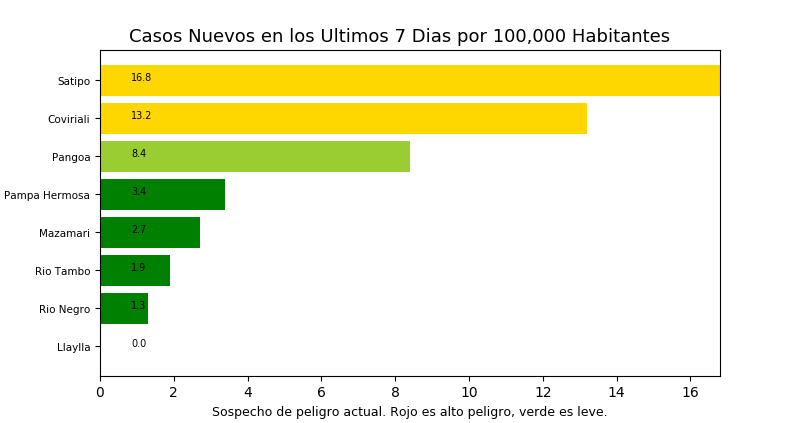 Casos Nuevos en los Ultimos 7 Dias por 100,000 Habitantes
Satipo 16.8
Coviriali 13.2
Pangoa 8.4
Pampa Hermosa 3.4
Mazamari 2.7
Rio Tambo 1.9
Rio Negro 1.3
Llaylla 0.0
0 2 4 6 8 10 12 14 16
Sospecho de peligro actual. Rojo es alto peligro, verde es leve.